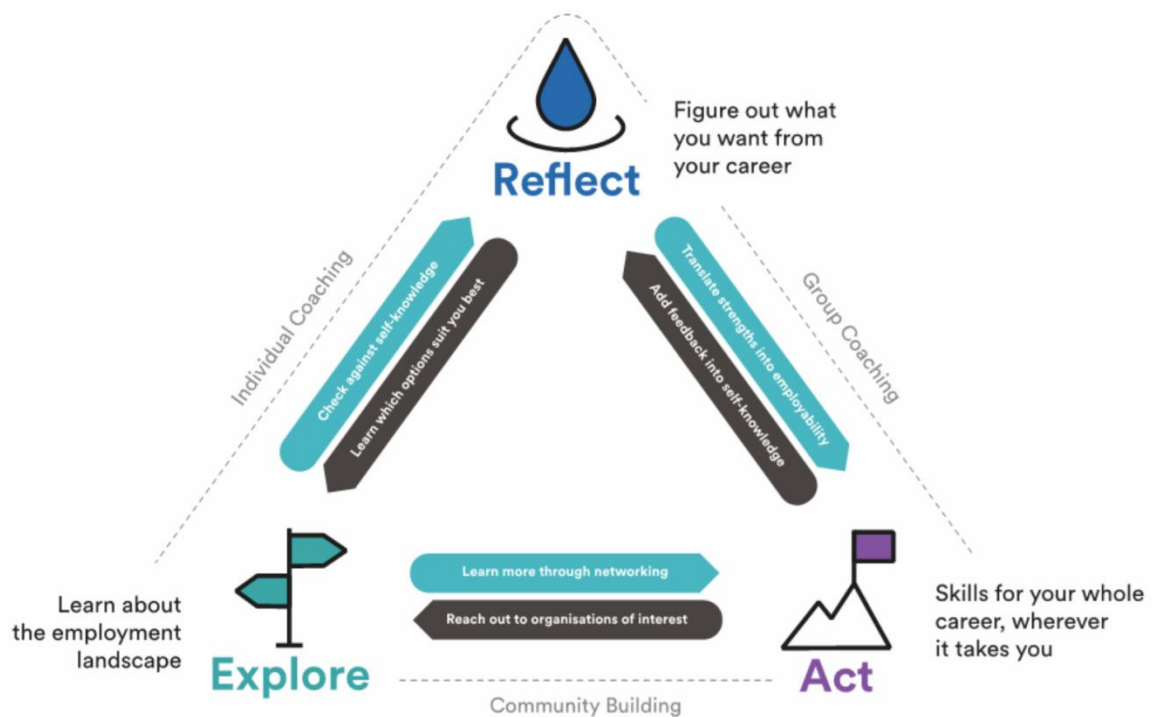 Reflect
Figure out what
you want from
your career
Individual Coaching
Check against self-knowledge
Learn which options suit you best
Translate strengths into employability
Add feedback into self-knowledge
Group Coaching
Learn about
the employment
landscape
Explore
Learn more through networking
Reach out to organisations of interest
Act
Skills for your whole
career, wherever
it takes you
Community Building